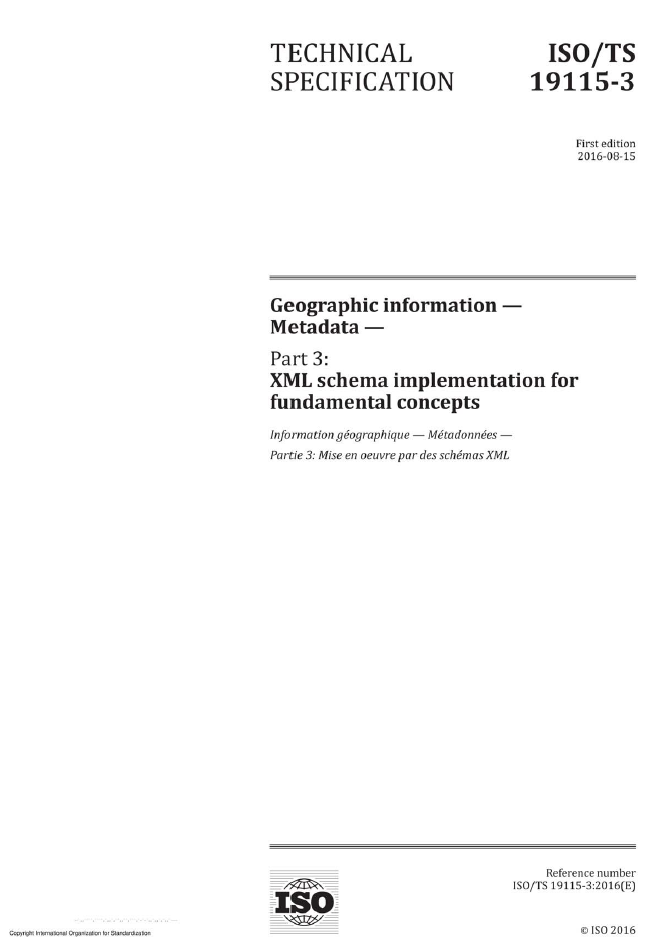 TECHNICAL
SPECIFICATION
ISO/TS
19115-3
First edition
2016-08-15
Geographic information —
Metadata —
Part 3:
XML schema implementation for
fundamental concepts
Information géographique — Métadonnées —
Partie 3: Mise en oeuvre par des schémas XML
ISO
Reference number
ISO/TS 19115-3:2016(E)
© ISO 2016
Copyright International Organization for Standardization